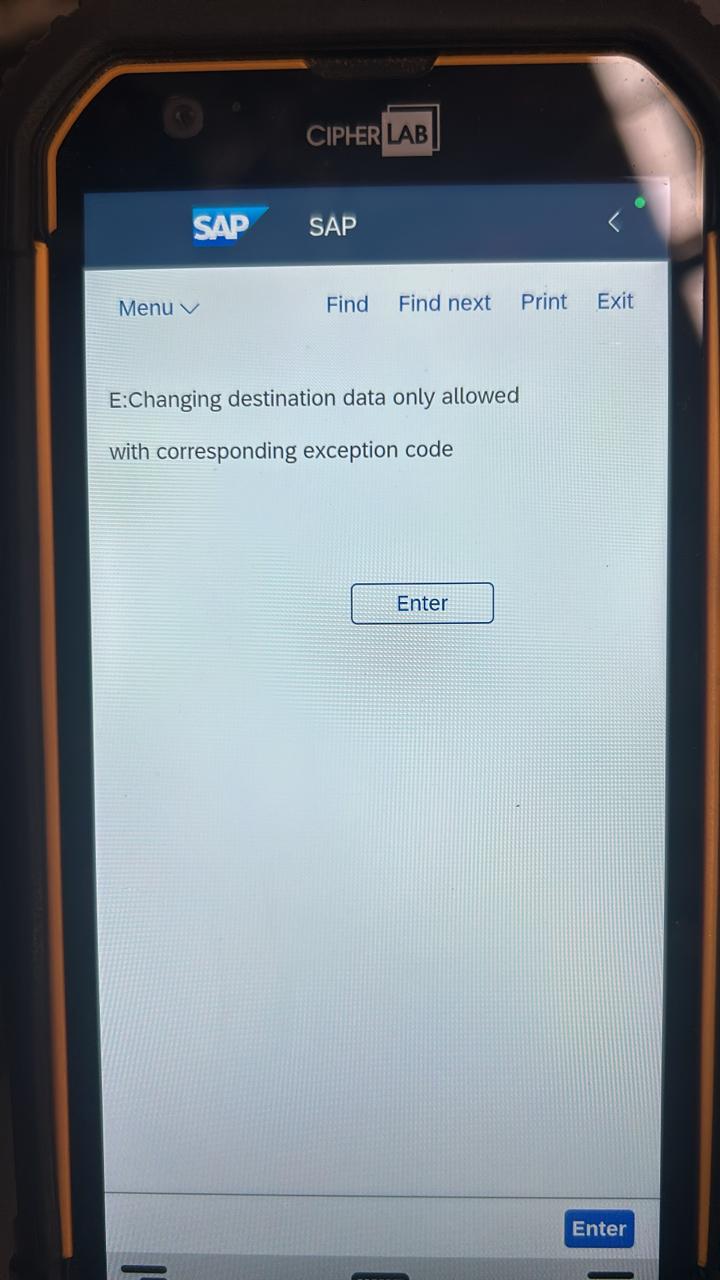 CIPHERLAB
SAP SAP
Menu Find Find next Print Exit
E:Changing destination data only allowed
with corresponding exception code
Enter
Enter